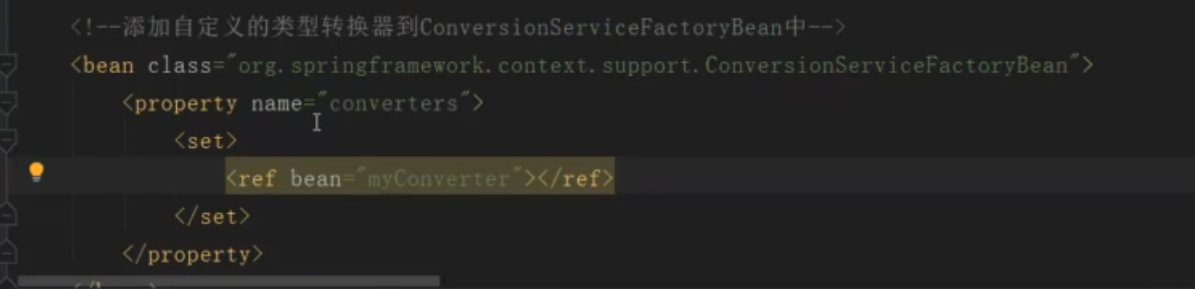 <!--添加自定义的类型转换器到ConversionServiceFactoryBean中-->
<bean class="org.springframework.context.support.ConversionServiceFactoryBean">
<property name="converters">
<set>
<ref bean="myConverter"></ref>
</set>
</property>